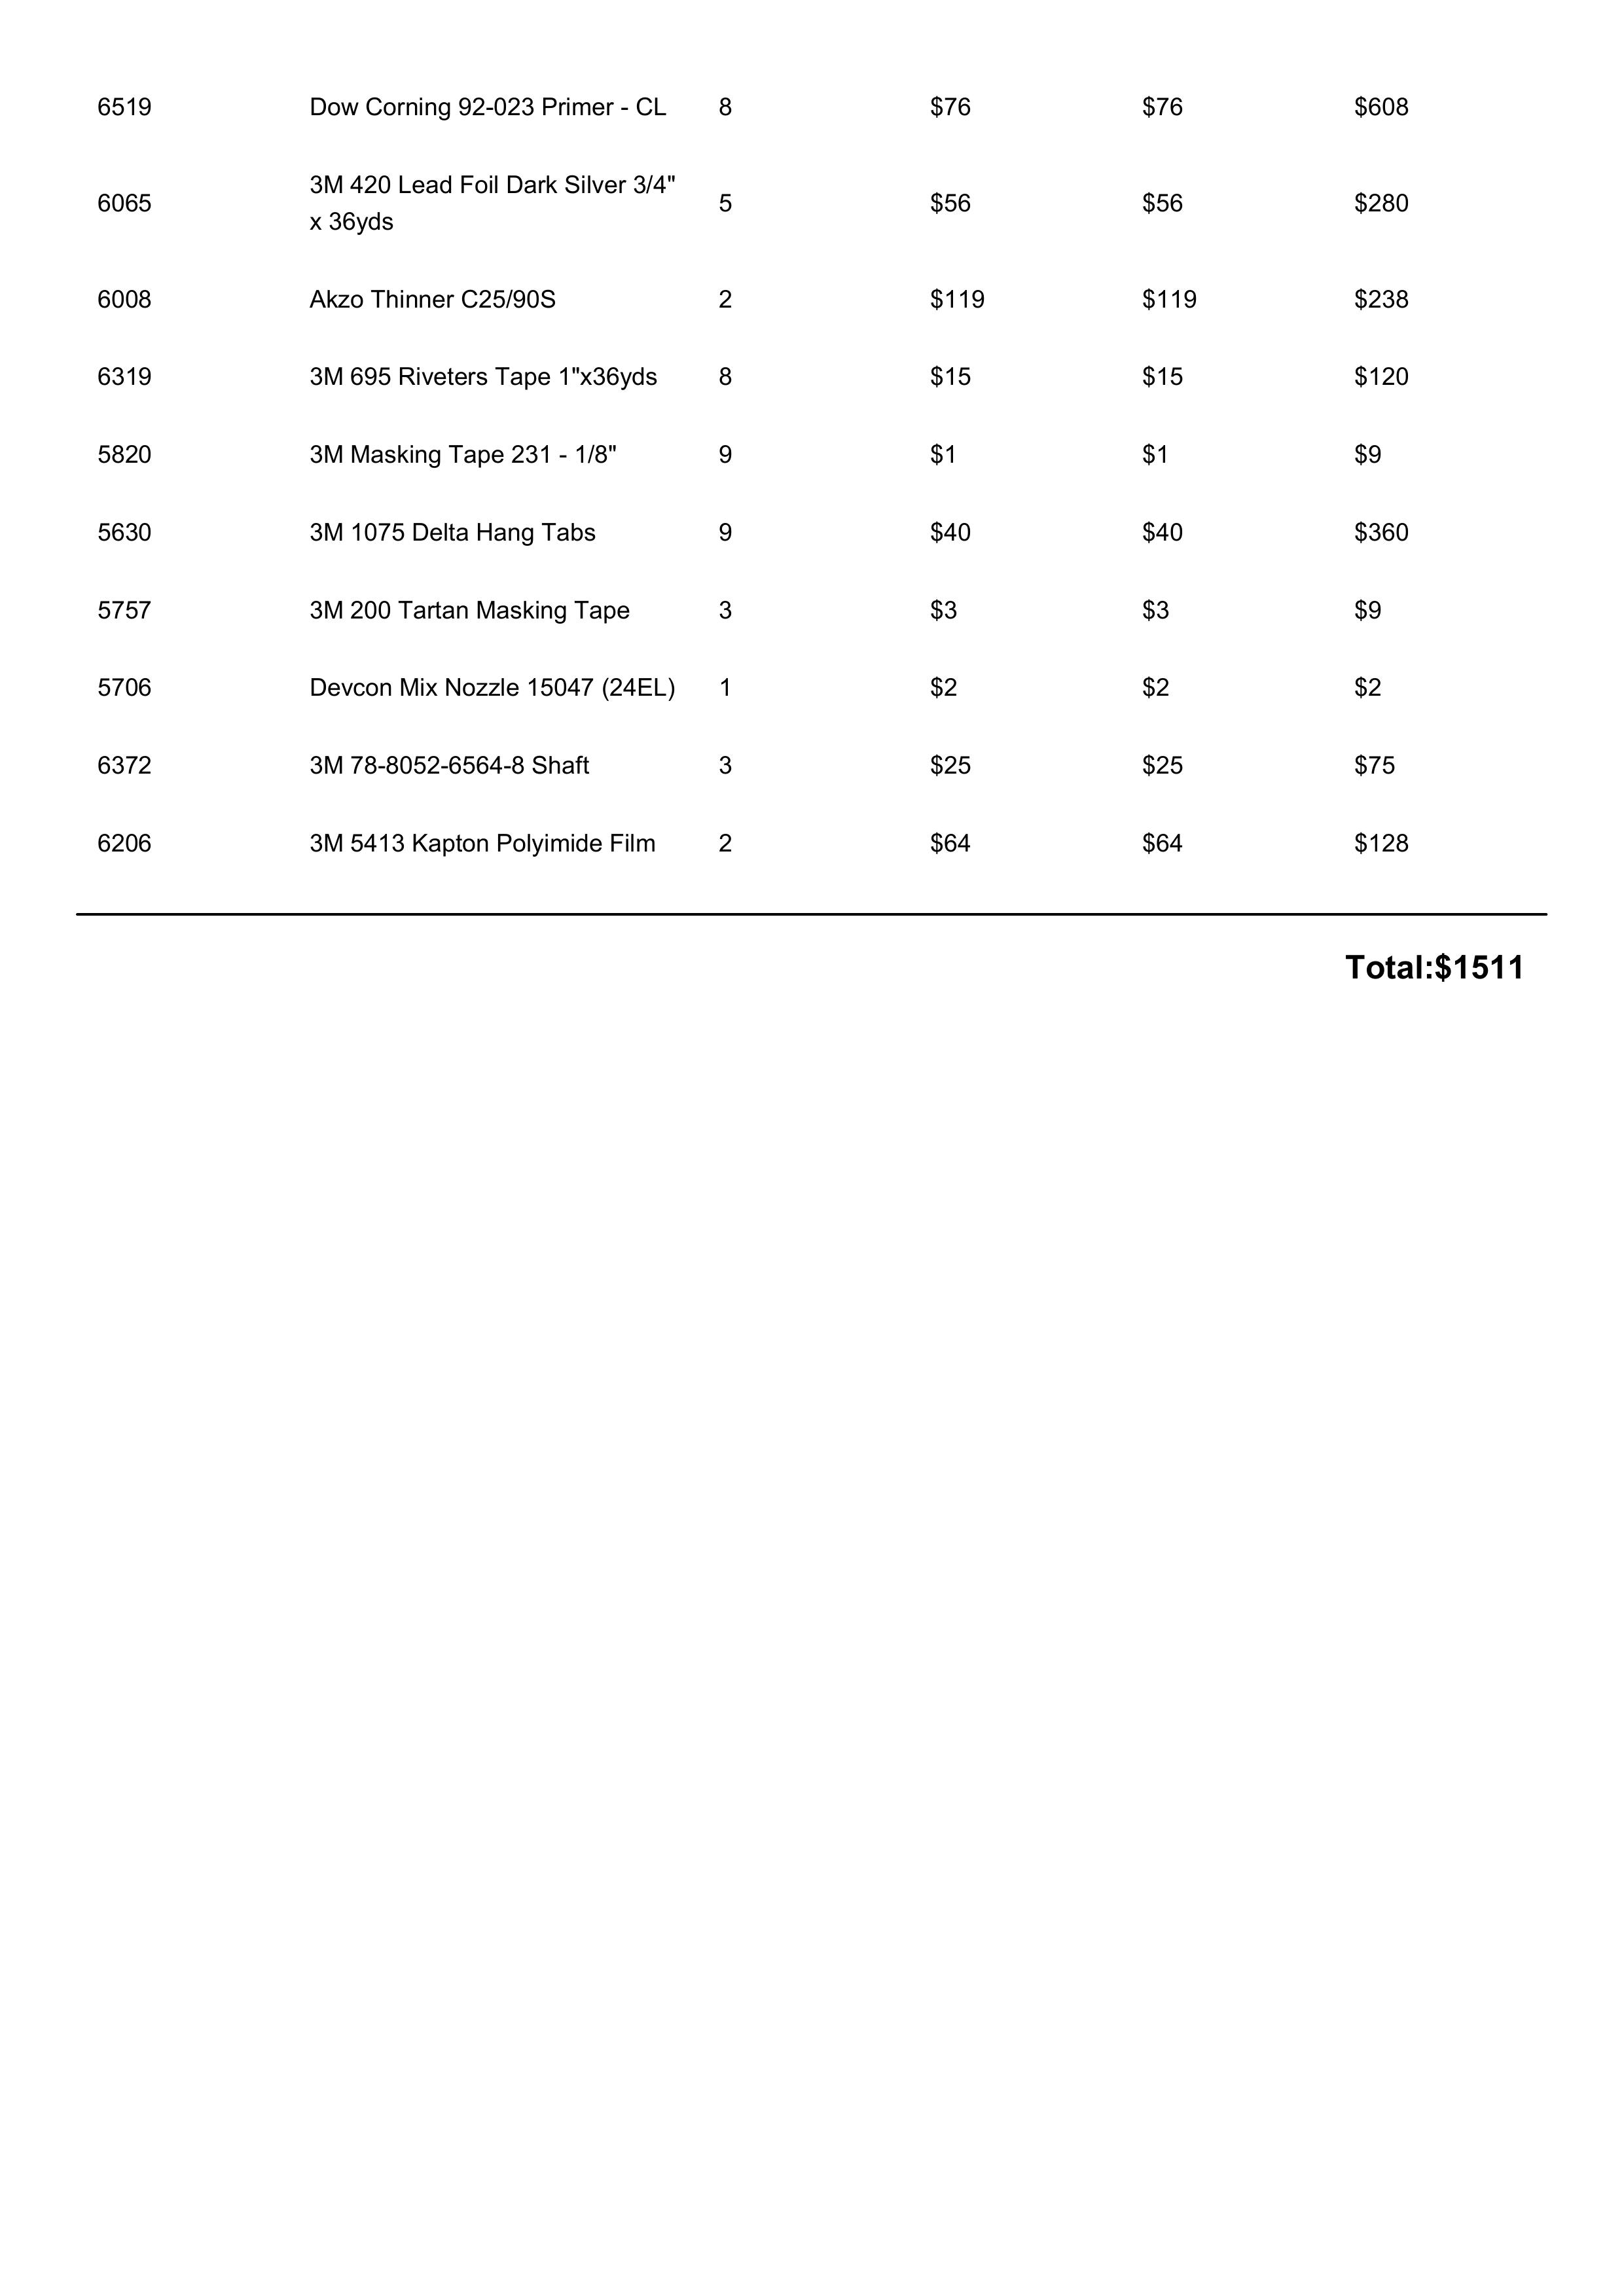 6519 Dow Corning 92-023 Primer - CL 8 $76 $76 $608
6065 3M 420 Lead Foil Dark Silver 3/4" x 36yds 5 $56 $56 $280
6008 Akzo Thinner C25/90S 2 $119 $119 $238
6319 3M 695 Riveters Tape 1"x36yds 8 $15 $15 $120
5820 3M Masking Tape 231 - 1/8" 9 $1 $1 $9
5630 3M 1075 Delta Hang Tabs 9 $40 $40 $360
5757 3M 200 Tartan Masking Tape 3 $3 $3 $9
5706 Devcon Mix Nozzle 15047 (24EL) 1 $2 $2 $2
6372 3M 78-8052-6564-8 Shaft 3 $25 $25 $75
6206 3M 5413 Kapton Polyimide Film 2 $64 $64 $128
Total:$1511